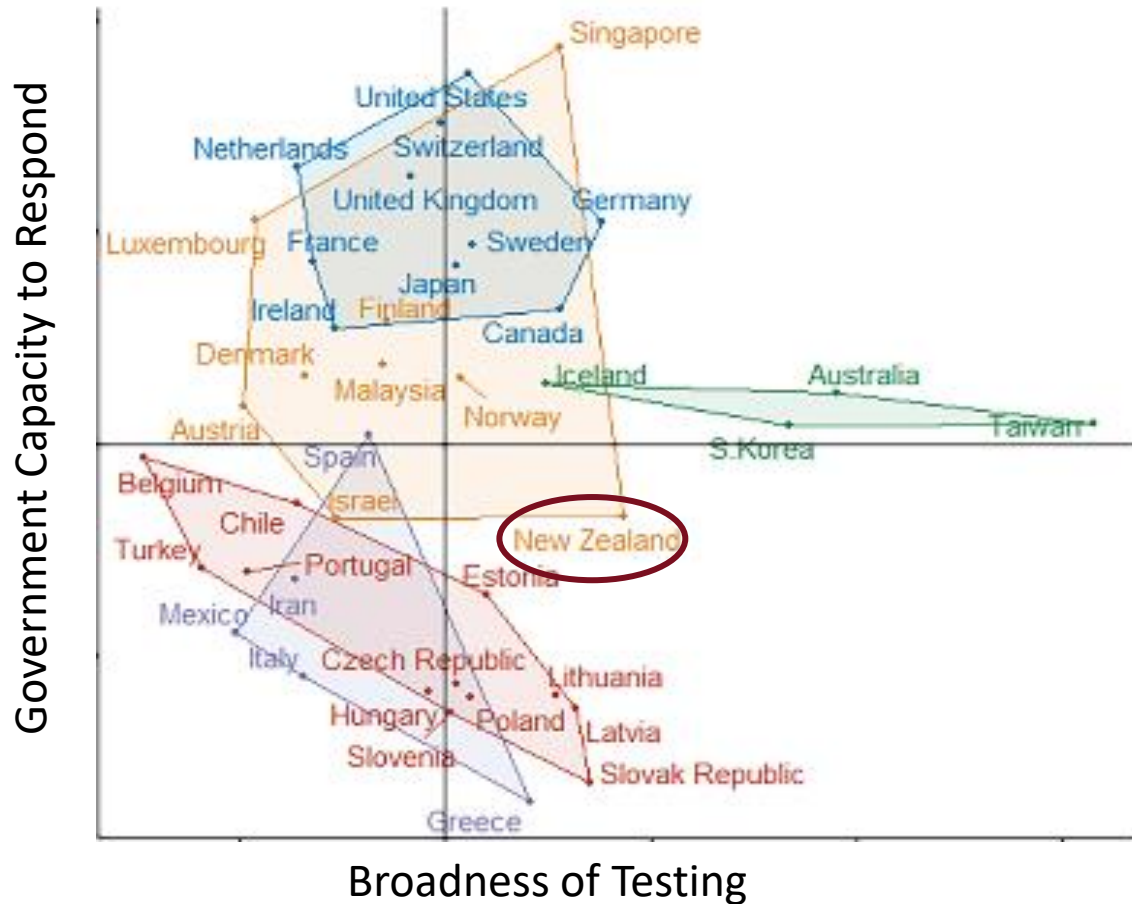 Government Capacity to Respond
Singapore
United States
Netherlands
Switzerland
United Kingdom
Germany
Luxembourg
France
Sweden
Japan
Ireland
Finland
Canada
Denmark
Malaysia
Iceland
Australia
Norway
Austria
Taiwan
S.Korea
Spain
Belgium
Israel
Chile
New Zealand
Turkey
Portugal
Estonia
Iran
Mexico
Italy
Czech Republic
Lithuania
Hungary
Poland
Latvia
Slovenia
Slovak Republic
Greece
Broadness of Testing